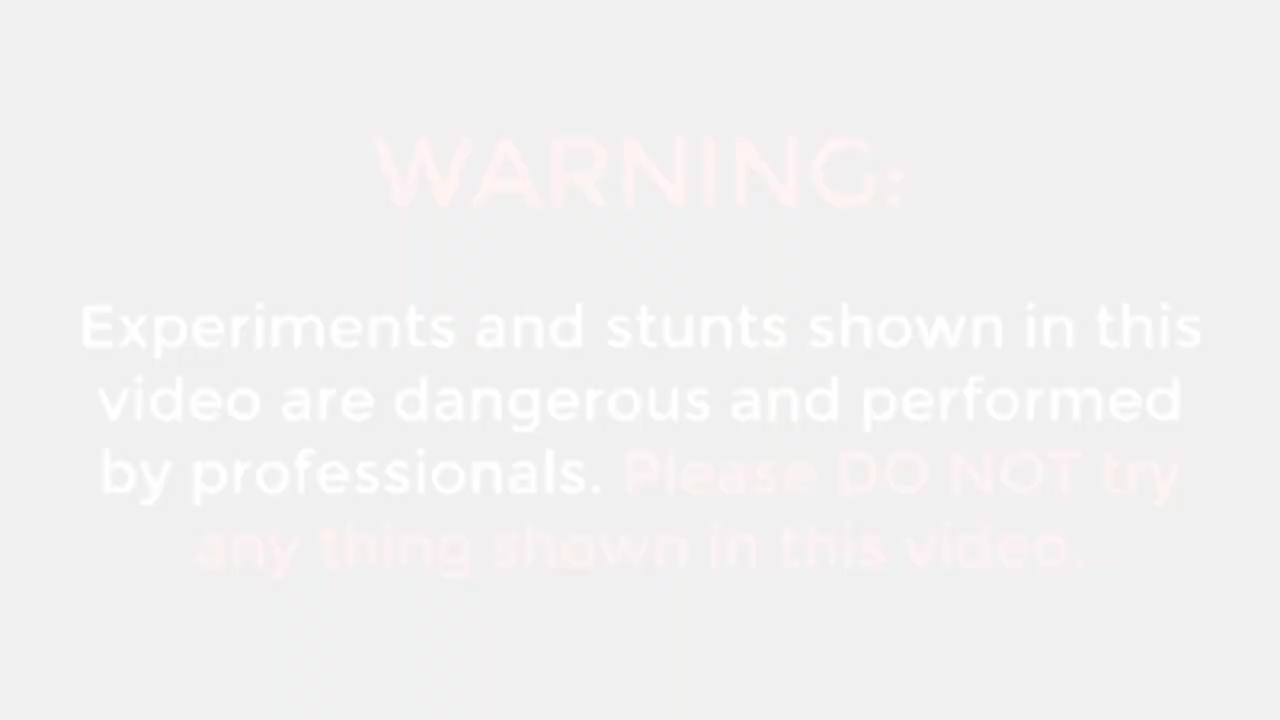 WARNING:
Experiments and stunts shown in this
video are dangerous and performed
by professionals. Please DO NOT try
any thing shown in this video.